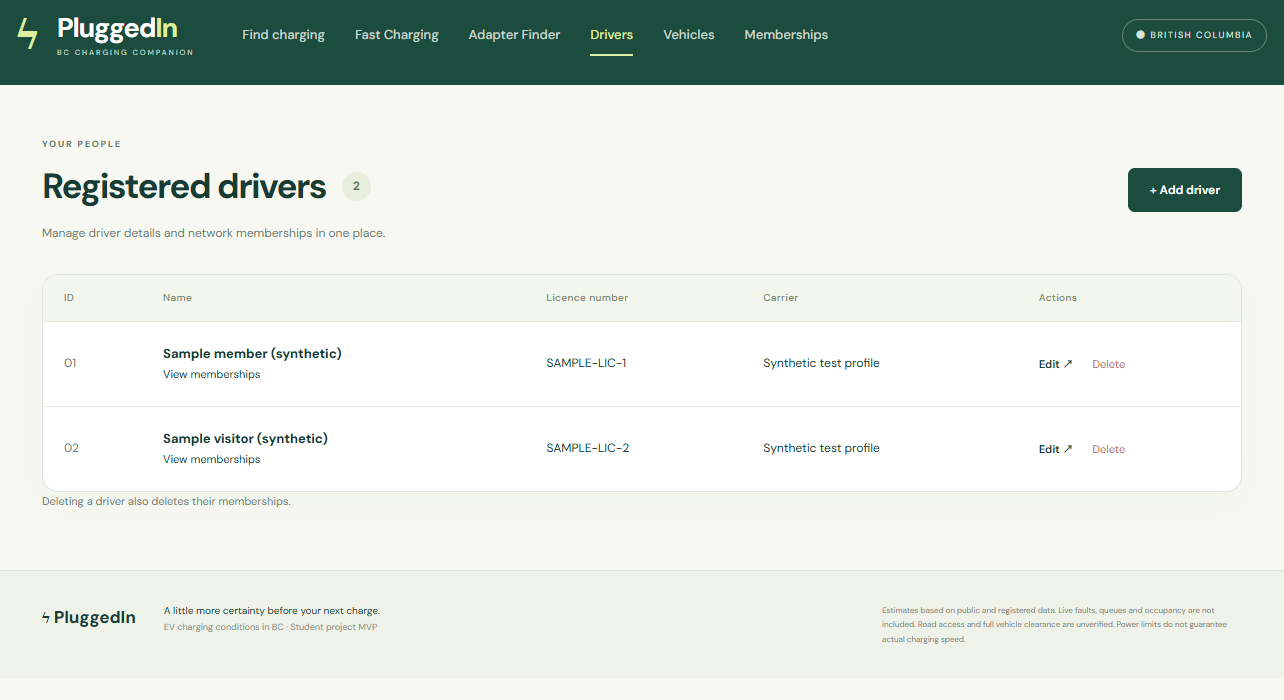 PluggedIn
BC CHARGING COMPANION
Find charging
Fast Charging
Adapter Finder
Drivers
Vehicles
Memberships
BRITISH COLUMBIA
YOUR PEOPLE
Registered drivers 2
+ Add driver
Manage driver details and network memberships in one place.
ID Name Licence number Carrier Actions
01 Sample member (synthetic) SAMPLE-LIC-1 Synthetic test profile Edit ↗ Delete
View memberships
02 Sample visitor (synthetic) SAMPLE-LIC-2 Synthetic test profile Edit ↗ Delete
View memberships
Deleting a driver also deletes their memberships.
PluggedIn
A little more certainty before your next charge.
EV charging conditions in BC · Student project MVP
Estimates based on public and registered data. Live faults, queues and occupancy are not
included. Road access and full vehicle clearance are unverified. Power limits do not guarantee
actual charging speed.